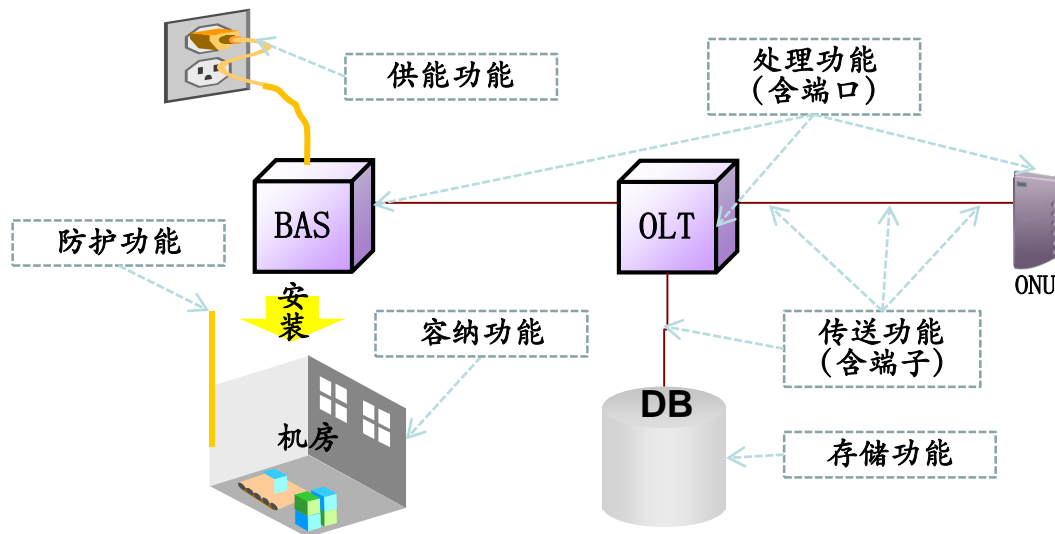 供能功能
处理功能
(含端口)
BAS
OLT
防护功能
ONU
安
装
容纳功能
传送功能
(含端子)
DB
机房
存储功能